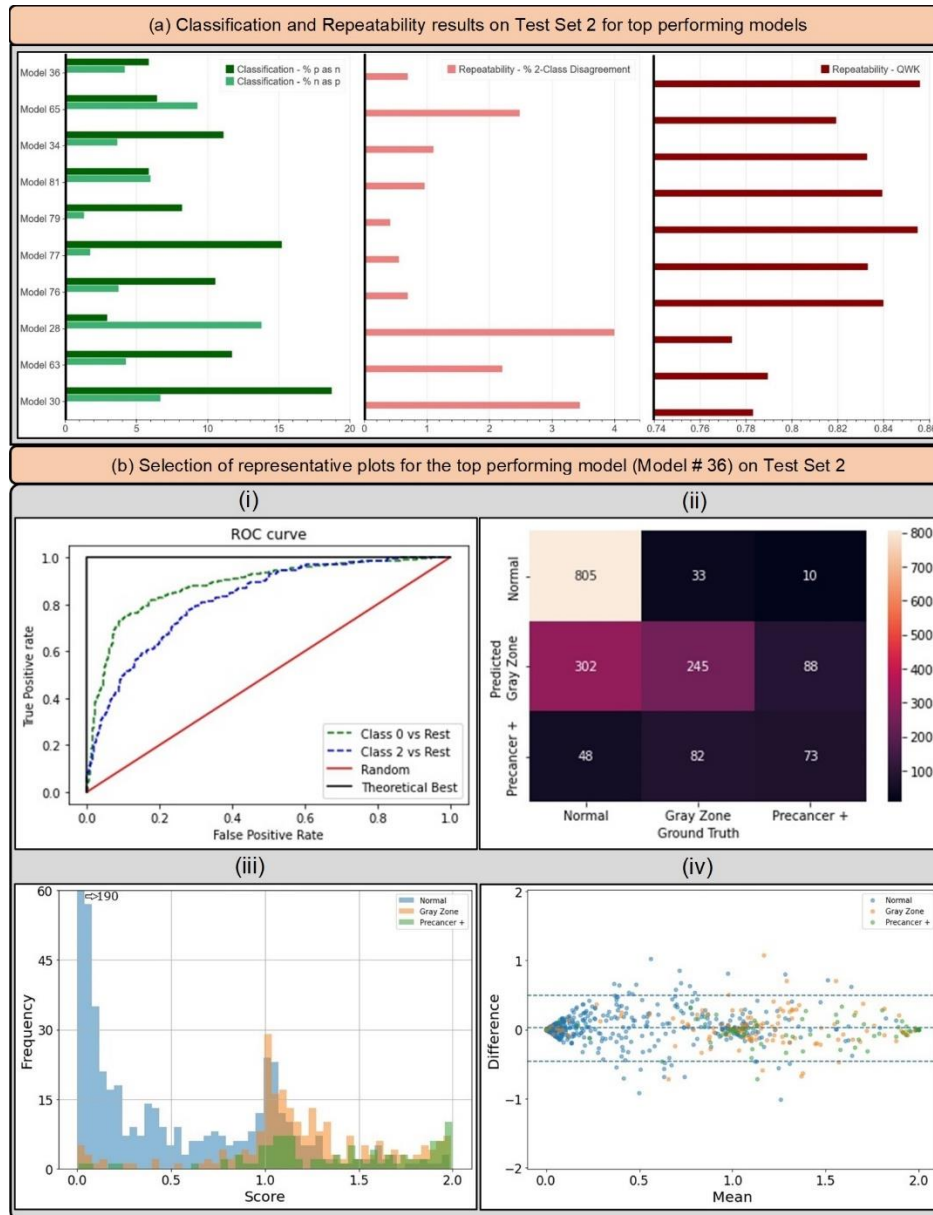 (a) Classification and Repeatability results on Test Set 2 for top performing models
Classification - % p as n
Classification - % n as p
Repeatability - % 2-Class Disagreement
Repeatability - QWK
Model 36
Model 65
Model 34
Model 81
Model 79
Model 77
Model 76
Model 28
Model 63
Model 30
0 5 10 15 20
0 1 2 3 4
0.74 0.76 0.78 0.8 0.82 0.84 0.86
(b) Selection of representative plots for the top performing model (Model # 36) on Test Set 2
(i)
ROC curve
True Positive rate
1.0
0.8
0.6
0.4
0.2
0.0
Class 0 vs Rest
Class 2 vs Rest
Random
Theoretical Best
0.0 0.2 0.4 0.6 0.8 1.0
False Positive Rate
(ii)
Predicted
Normal
Gray Zone
Precancer +
805 33 10
302 245 88
48 82 73
Normal Gray Zone Precancer +
Ground Truth
800
700
600
500
400
300
200
100
(iii)
Frequency
60
45
30
15
0
⇨190
Normal
Gray Zone
Precancer +
0.0 0.5 1.0 1.5 2.0
Score
(iv)
Difference
2
1
0
−1
−2
Normal
Gray Zone
Precancer +
0.0 0.5 1.0 1.5 2.0
Mean